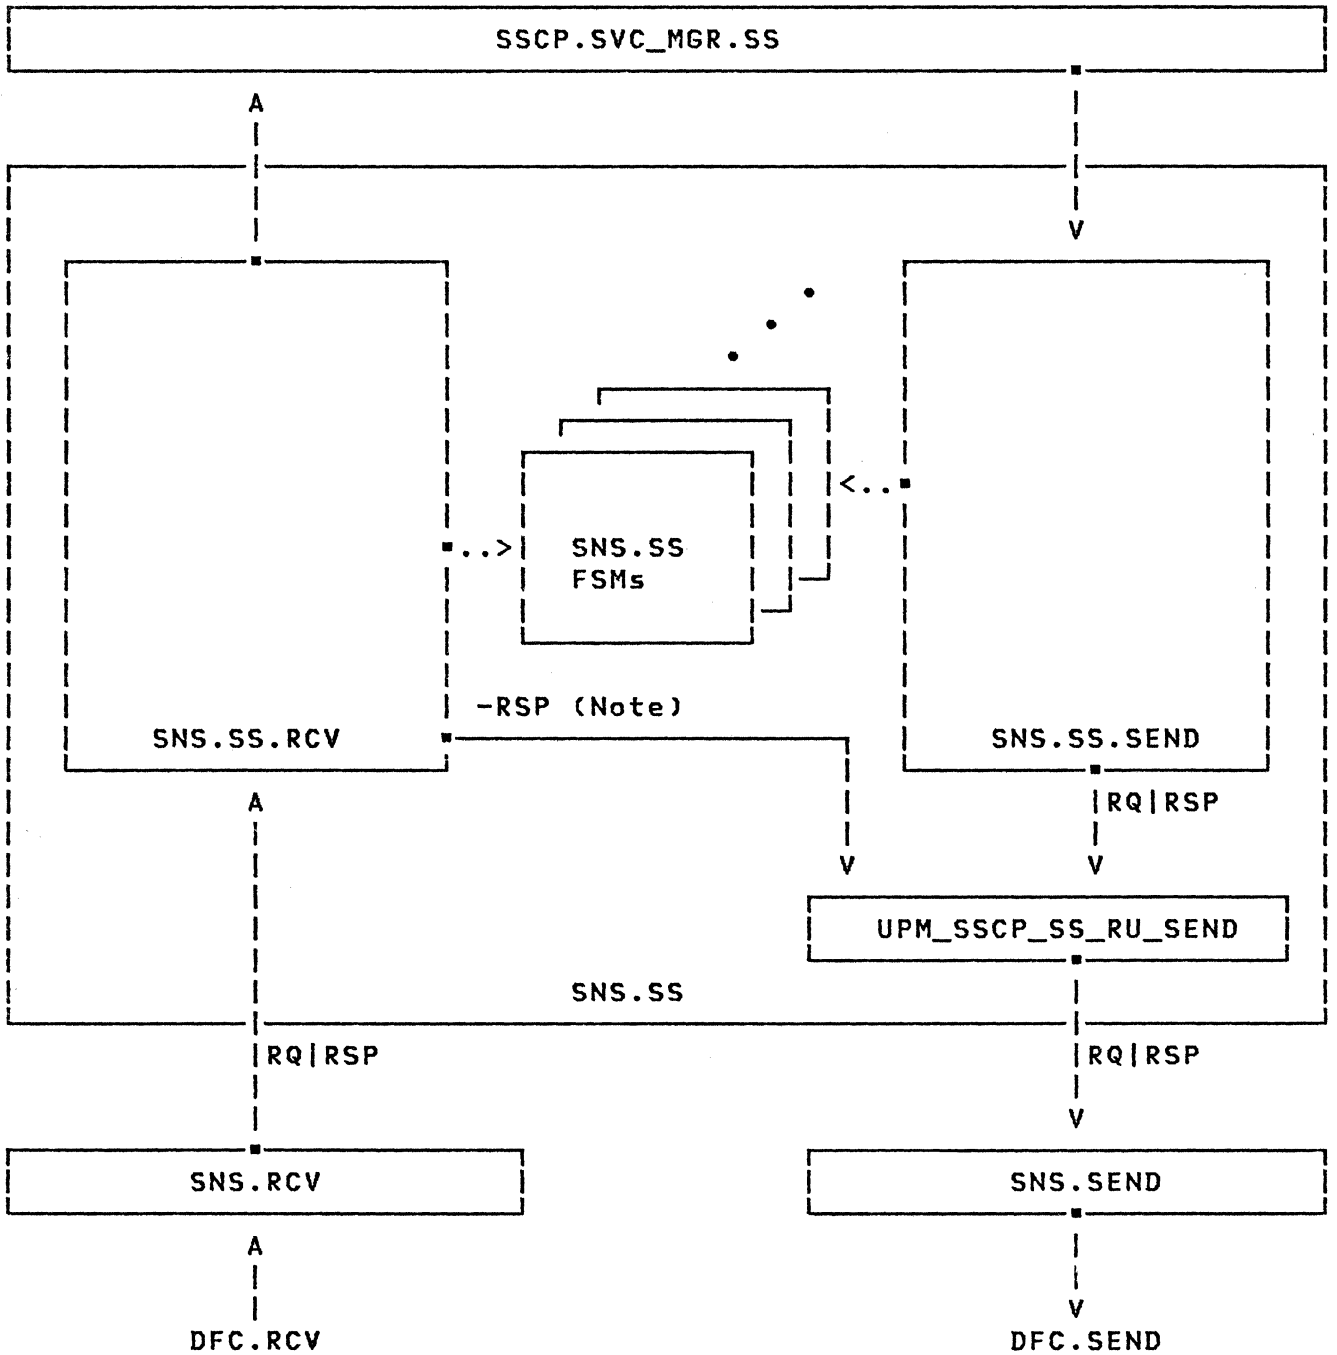 SSCP.SVC_MGR.SS
A
V
<..
..> SNS.SS
FSMs
-RSP (Note)
SNS.SS.RCV
SNS.SS.SEND
A
RQ|RSP
V
V
UPM_SSCP_SS_RU_SEND
SNS.SS
RQ|RSP
RQ|RSP
V
SNS.RCV
SNS.SEND
A
V
DFC.RCV
DFC.SEND